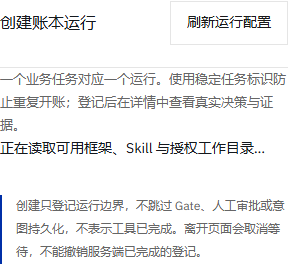 创建账本运行
刷新运行配置
一个业务任务对应一个运行。使用稳定任务标识防
止重复开账；登记后在详情中查看真实决策与证
据。
正在读取可用框架、Skill 与授权工作目录...
创建只登记运行边界，不跳过 Gate、人工审批或意
图持久化，不表示工具已完成。离开页面会取消等
待，不能撤销服务端已完成的登记。